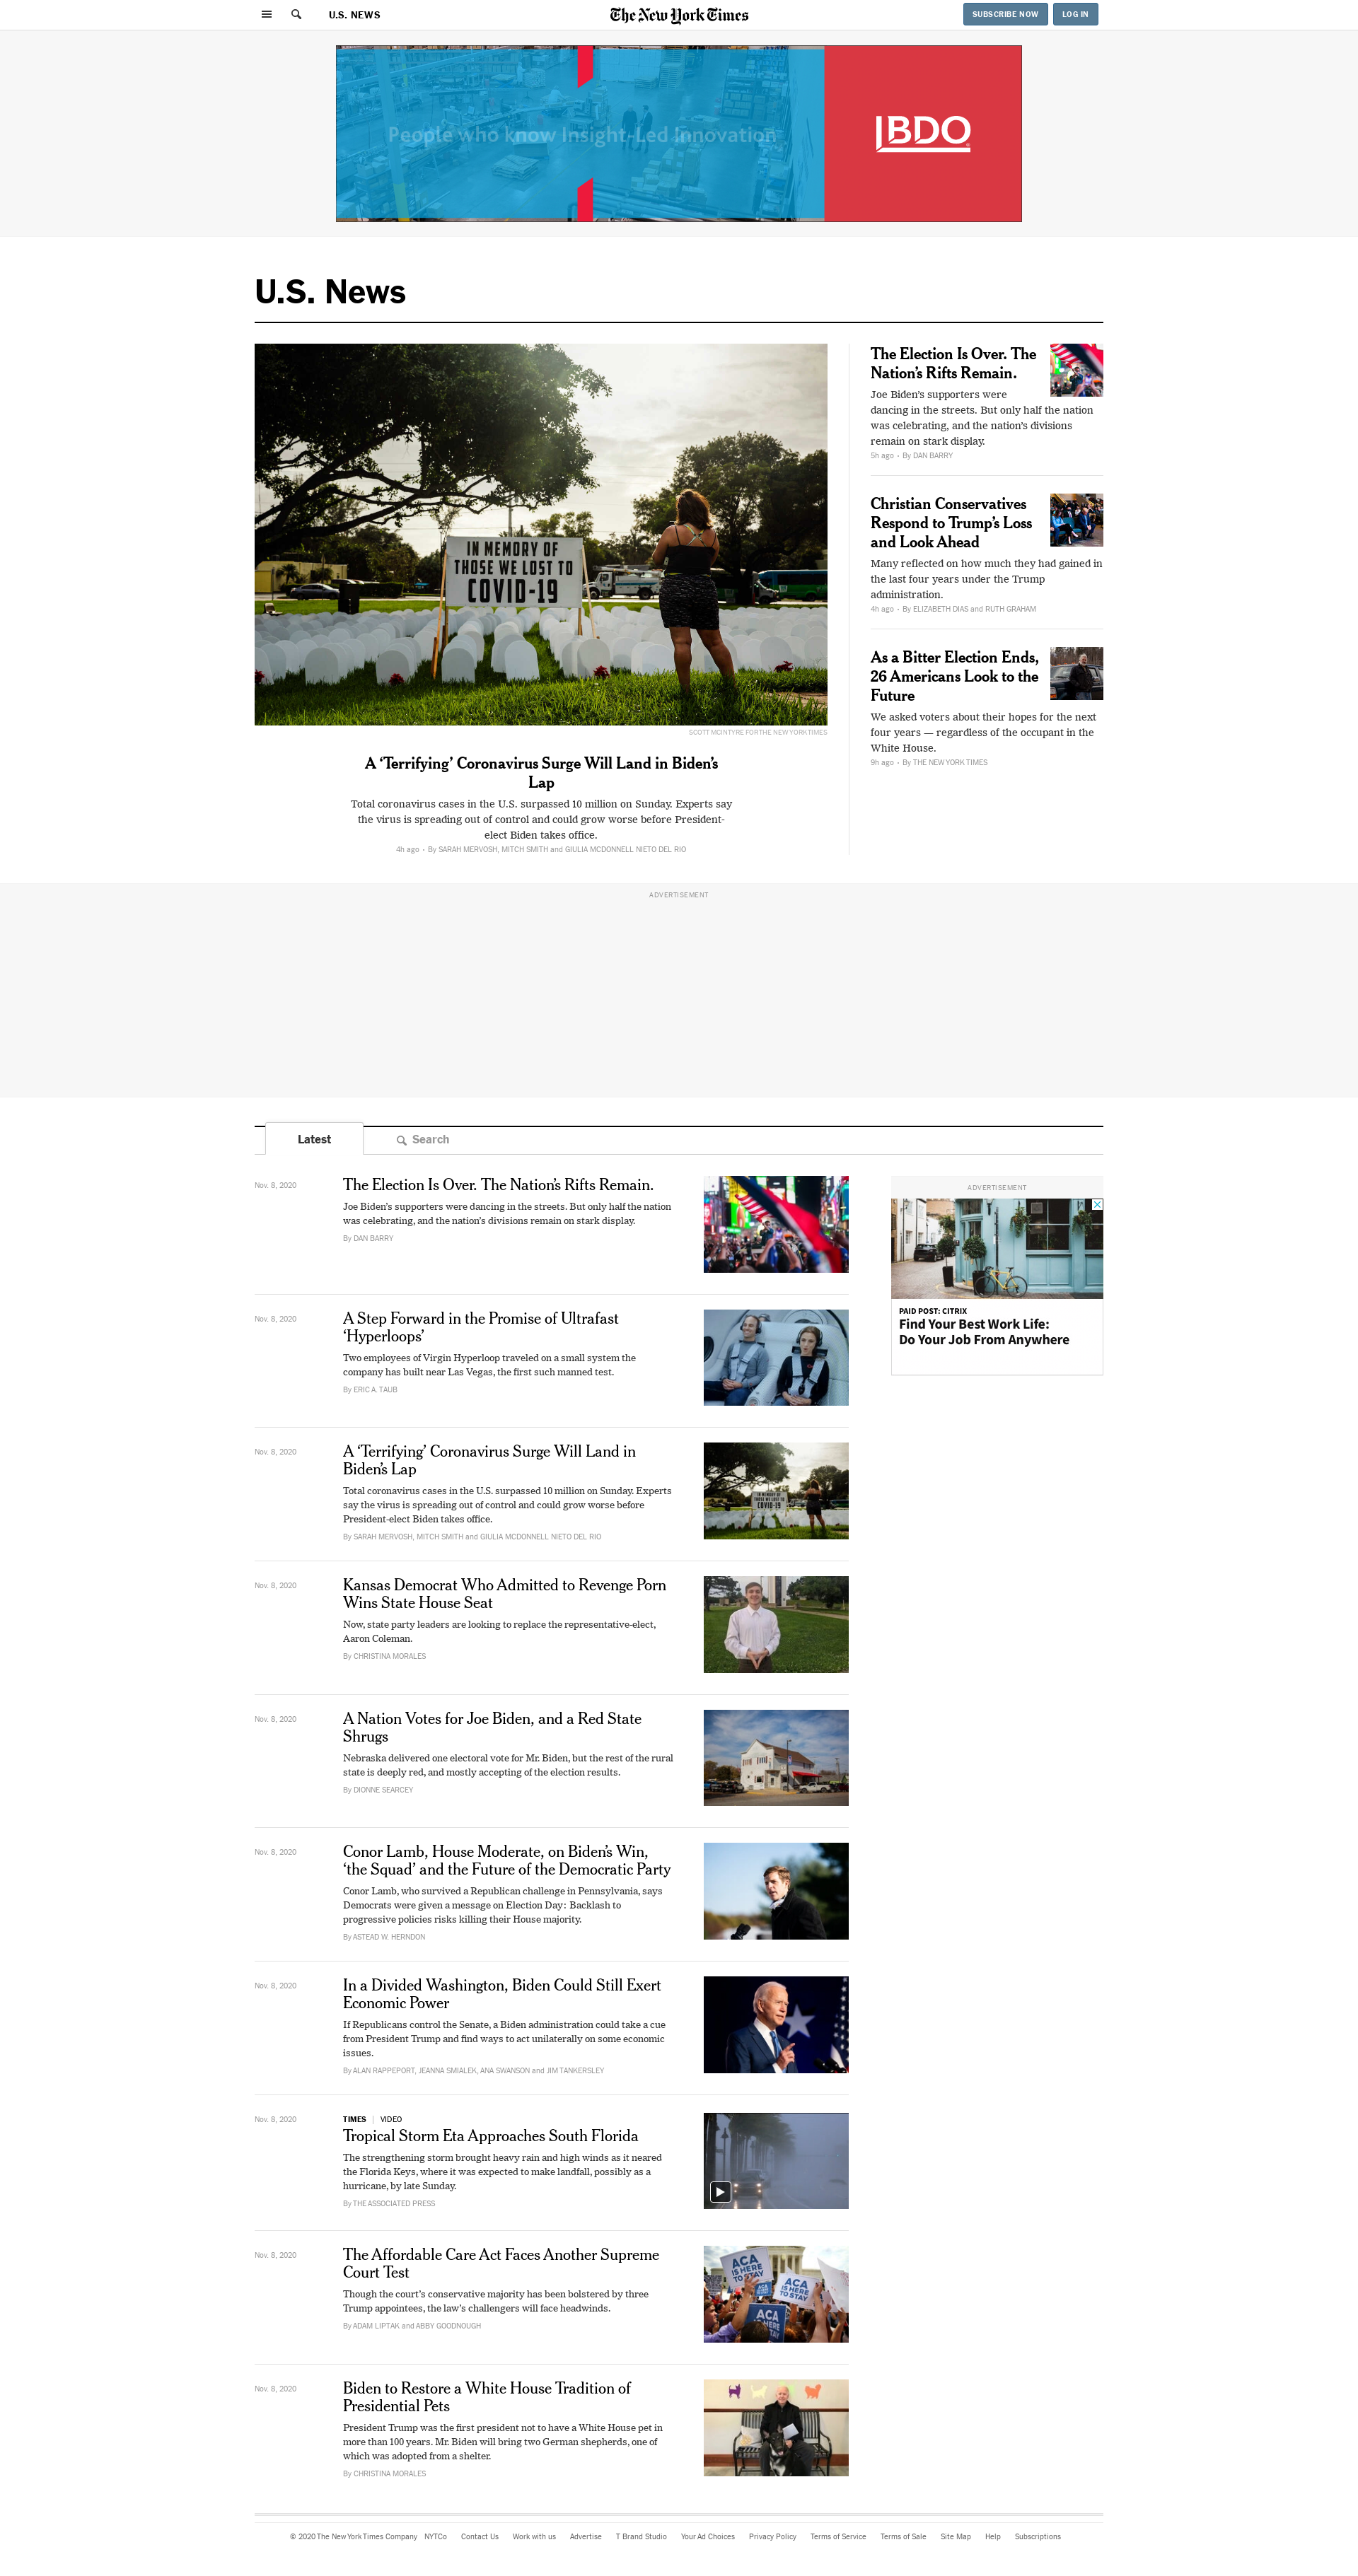 U.S. NEWS
The New York Times
SUBSCRIBE NOW
LOG IN
People who know Insight-Led Innovation
BDO
U.S. News
IN MEMORY OF
THOSE WE LOST TO
COVID-19
SCOTT MCINTYRE FOR THE NEW YORK TIMES
A ‘Terrifying’ Coronavirus Surge Will Land in Biden’s
Lap
Total coronavirus cases in the U.S. surpassed 10 million on Sunday. Experts say
the virus is spreading out of control and could grow worse before President-
elect Biden takes office.
4h ago • By SARAH MERVOSH, MITCH SMITH and GIULIA MCDONNELL NIETO DEL RIO
The Election Is Over. The
Nation’s Rifts Remain.
Joe Biden’s supporters were
dancing in the streets. But only half the nation
was celebrating, and the nation’s divisions
remain on stark display.
5h ago • By DAN BARRY
Christian Conservatives
Respond to Trump’s Loss
and Look Ahead
Many reflected on how much they had gained in
the last four years under the Trump
administration.
4h ago • By ELIZABETH DIAS and RUTH GRAHAM
As a Bitter Election Ends,
26 Americans Look to the
Future
We asked voters about their hopes for the next
four years — regardless of the occupant in the
White House.
9h ago • By THE NEW YORK TIMES
ADVERTISEMENT
Latest
Search
Nov. 8, 2020
The Election Is Over. The Nation’s Rifts Remain.
Joe Biden’s supporters were dancing in the streets. But only half the nation
was celebrating, and the nation’s divisions remain on stark display.
By DAN BARRY
ADVERTISEMENT
PAID POST: CITRIX
Find Your Best Work Life:
Do Your Job From Anywhere
Nov. 8, 2020
A Step Forward in the Promise of Ultrafast
‘Hyperloops’
Two employees of Virgin Hyperloop traveled on a small system the
company has built near Las Vegas, the first such manned test.
By ERIC A. TAUB
Nov. 8, 2020
A ‘Terrifying’ Coronavirus Surge Will Land in
Biden’s Lap
Total coronavirus cases in the U.S. surpassed 10 million on Sunday. Experts
say the virus is spreading out of control and could grow worse before
President-elect Biden takes office.
By SARAH MERVOSH, MITCH SMITH and GIULIA MCDONNELL NIETO DEL RIO
IN MEMORY OF
THOSE WE LOST TO
COVID-19
Nov. 8, 2020
Kansas Democrat Who Admitted to Revenge Porn
Wins State House Seat
Now, state party leaders are looking to replace the representative-elect,
Aaron Coleman.
By CHRISTINA MORALES
Nov. 8, 2020
A Nation Votes for Joe Biden, and a Red State
Shrugs
Nebraska delivered one electoral vote for Mr. Biden, but the rest of the rural
state is deeply red, and mostly accepting of the election results.
By DIONNE SEARCEY
Nov. 8, 2020
Conor Lamb, House Moderate, on Biden’s Win,
‘the Squad’ and the Future of the Democratic Party
Conor Lamb, who survived a Republican challenge in Pennsylvania, says
Democrats were given a message on Election Day: Backlash to
progressive policies risks killing their House majority.
By ASTEAD W. HERNDON
Nov. 8, 2020
In a Divided Washington, Biden Could Still Exert
Economic Power
If Republicans control the Senate, a Biden administration could take a cue
from President Trump and find ways to act unilaterally on some economic
issues.
By ALAN RAPPEPORT, JEANNA SMIALEK, ANA SWANSON and JIM TANKERSLEY
Nov. 8, 2020
TIMES | VIDEO
Tropical Storm Eta Approaches South Florida
The strengthening storm brought heavy rain and high winds as it neared
the Florida Keys, where it was expected to make landfall, possibly as a
hurricane, by late Sunday.
By THE ASSOCIATED PRESS
Nov. 8, 2020
The Affordable Care Act Faces Another Supreme
Court Test
Though the court’s conservative majority has been bolstered by three
Trump appointees, the law’s challengers will face headwinds.
By ADAM LIPTAK and ABBY GOODNOUGH
ACA
IS HERE
TO STAY
ACA
IS HERE
TO STAY
ACA
IS HERE
TO STAY
Nov. 8, 2020
Biden to Restore a White House Tradition of
Presidential Pets
President Trump was the first president not to have a White House pet in
more than 100 years. Mr. Biden will bring two German shepherds, one of
which was adopted from a shelter.
By CHRISTINA MORALES
© 2020 The New York Times Company NYTCo Contact Us Work with us Advertise T Brand Studio Your Ad Choices Privacy Policy Terms of Service Terms of Sale Site Map Help Subscriptions